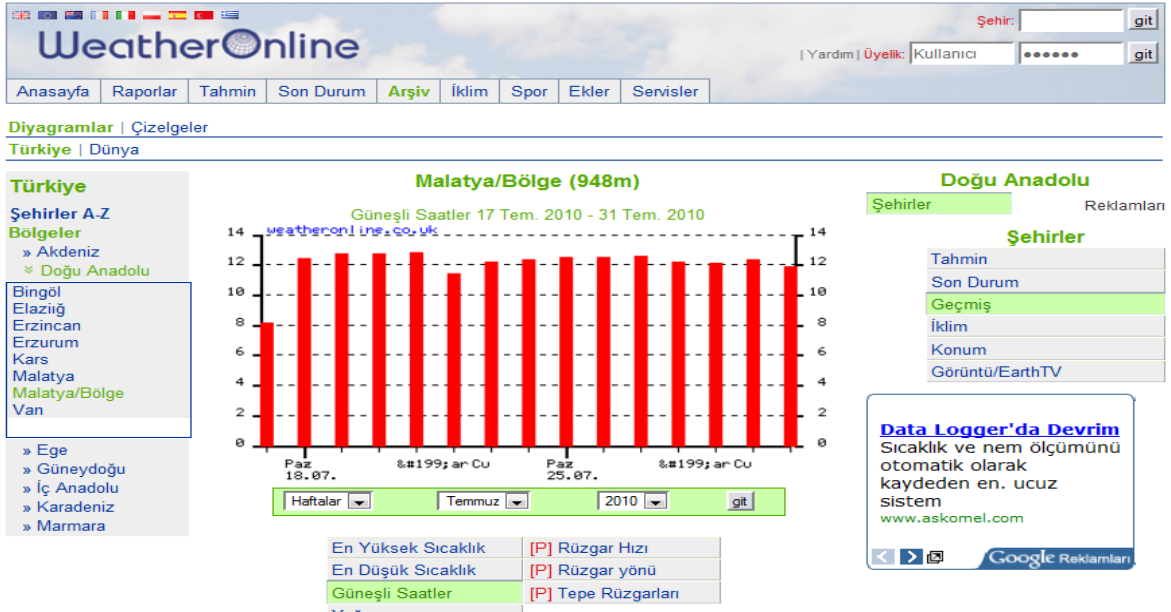 WeatherOnline
Şehir: git
| Yardım | Üyelik: Kullanıcı •••••• git
Anasayfa Raporlar Tahmin Son Durum Arşiv İklim Spor Ekler Servisler
Diyagramlar | Çizelgeler
Türkiye | Dünya
Türkiye
Şehirler A-Z
Bölgeler
» Akdeniz
Doğu Anadolu
Bingöl
Elaziığ
Erzincan
Erzurum
Kars
Malatya
Malatya/Bölge
Van
» Ege
» Güneydoğu
» İç Anadolu
» Karadeniz
» Marmara
Malatya/Bölge (948m)
Güneşli Saatler 17 Tem. 2010 - 31 Tem. 2010
weatheronline.co.uk
14 14
12 12
10 10
8 8
6 6
4 4
2 2
0 0
Paz &#199;ar Cu Paz &#199;ar Cu
18.07. 25.07.
Haftalar Temmuz 2010 git
En Yüksek Sıcaklık [P] Rüzgar Hızı
En Düşük Sıcaklık [P] Rüzgar yönü
Güneşli Saatler [P] Tepe Rüzgarları
Doğu Anadolu
Şehirler Reklamları
Şehirler
Tahmin
Son Durum
Geçmiş
İklim
Konum
Görüntü/EarthTV
Data Logger'da Devrim
Sıcaklık ve nem ölçümünü
otomatik olarak
kaydeden en. ucuz
sistem
www.askomel.com
Google Reklamları